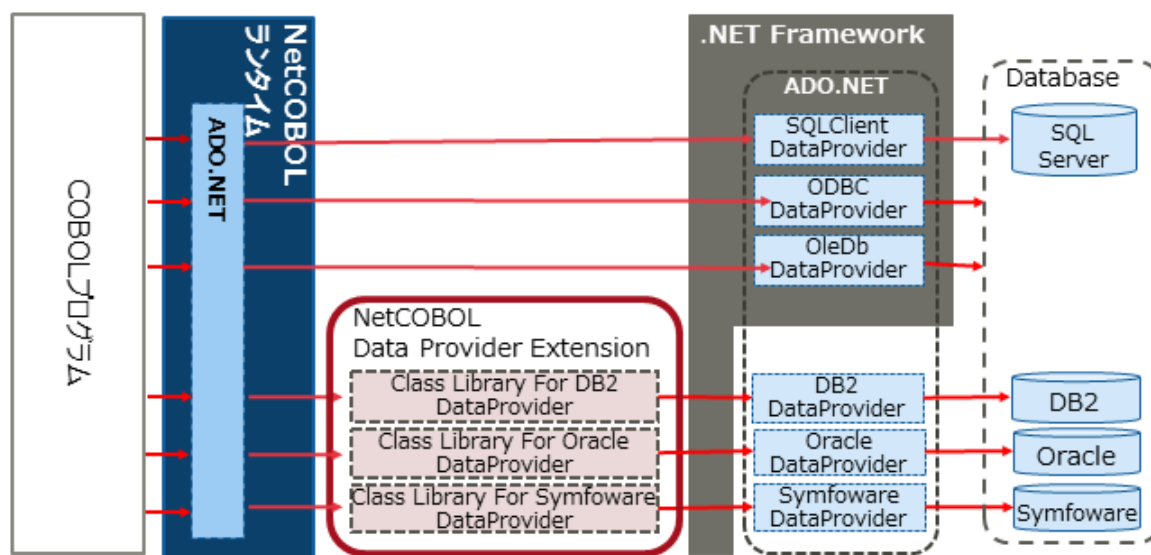 COBOLプログラム
NetCOBOL
ランタイム
ADO.NET
.NET Framework
ADO.NET
SQLClient
DataProvider
ODBC
DataProvider
OleDb
DataProvider
NetCOBOL
Data Provider Extension
Class Library For DB2
DataProvider
Class Library For Oracle
DataProvider
Class Library For Symfoware
DataProvider
DB2
DataProvider
Oracle
DataProvider
Symfoware
DataProvider
Database
SQL
Server
DB2
Oracle
Symfoware